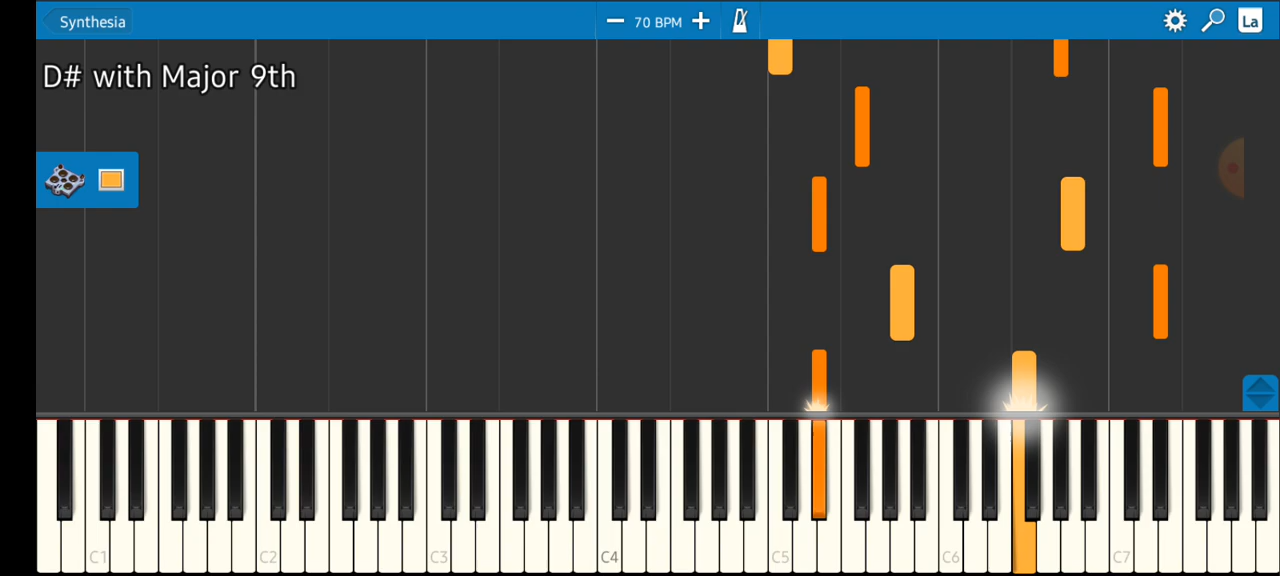 Synthesia
70 BPM
La
D# with Major 9th
C1 C2 C3 C4 C5 C6 C7